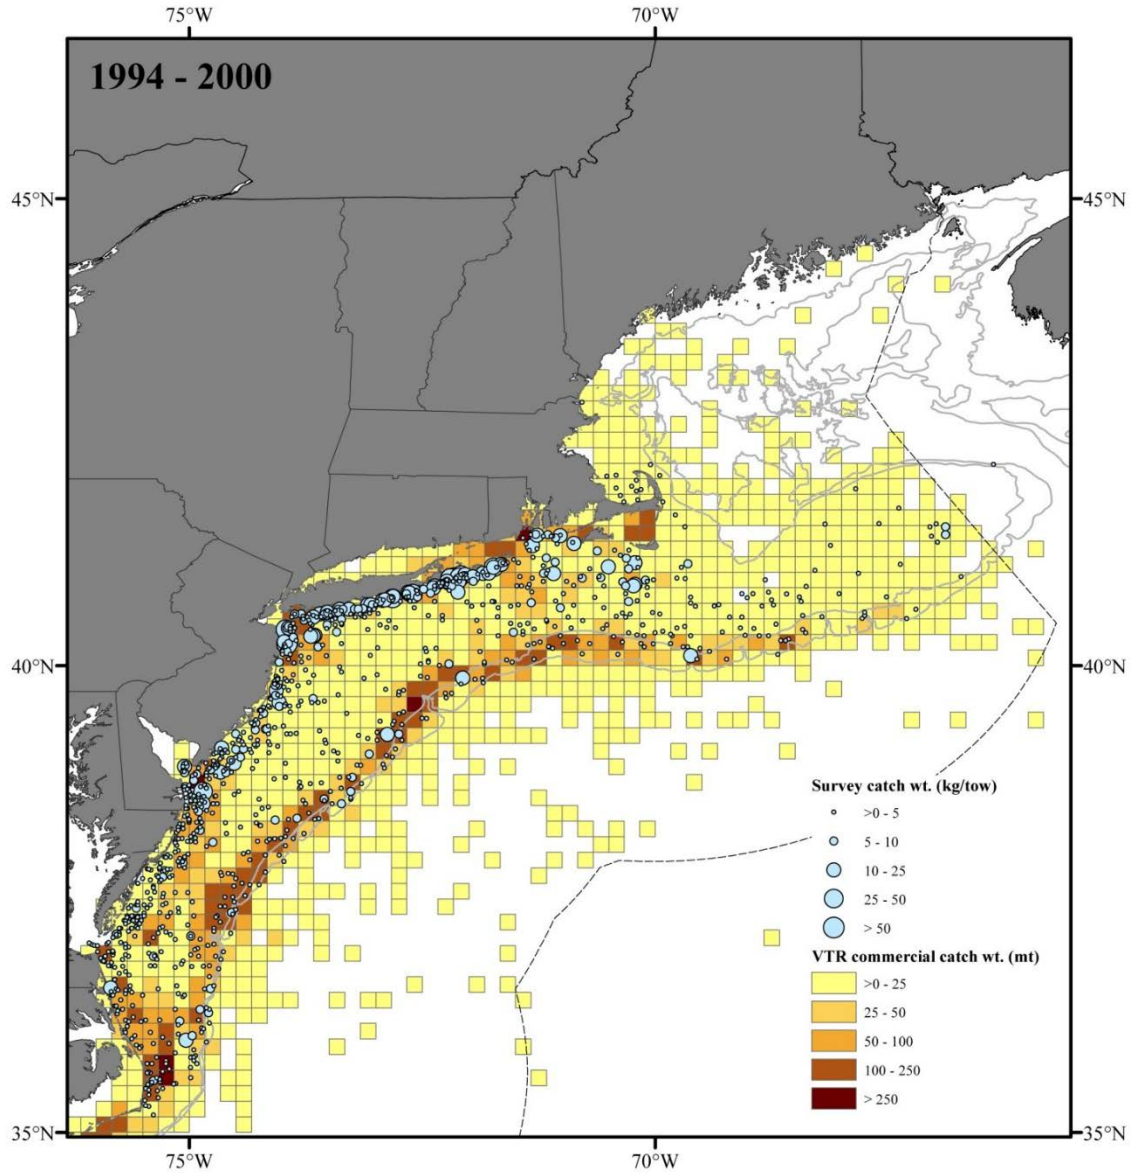 75°W 70°W
1994 - 2000
45°N 45°N
40°N 40°N
Survey catch wt. (kg/tow)
>0 - 5
5 - 10
10 - 25
25 - 50
> 50
VTR commercial catch wt. (mt)
>0 - 25
25 - 50
50 - 100
100 - 250
> 250
35°N 35°N
75°W 70°W